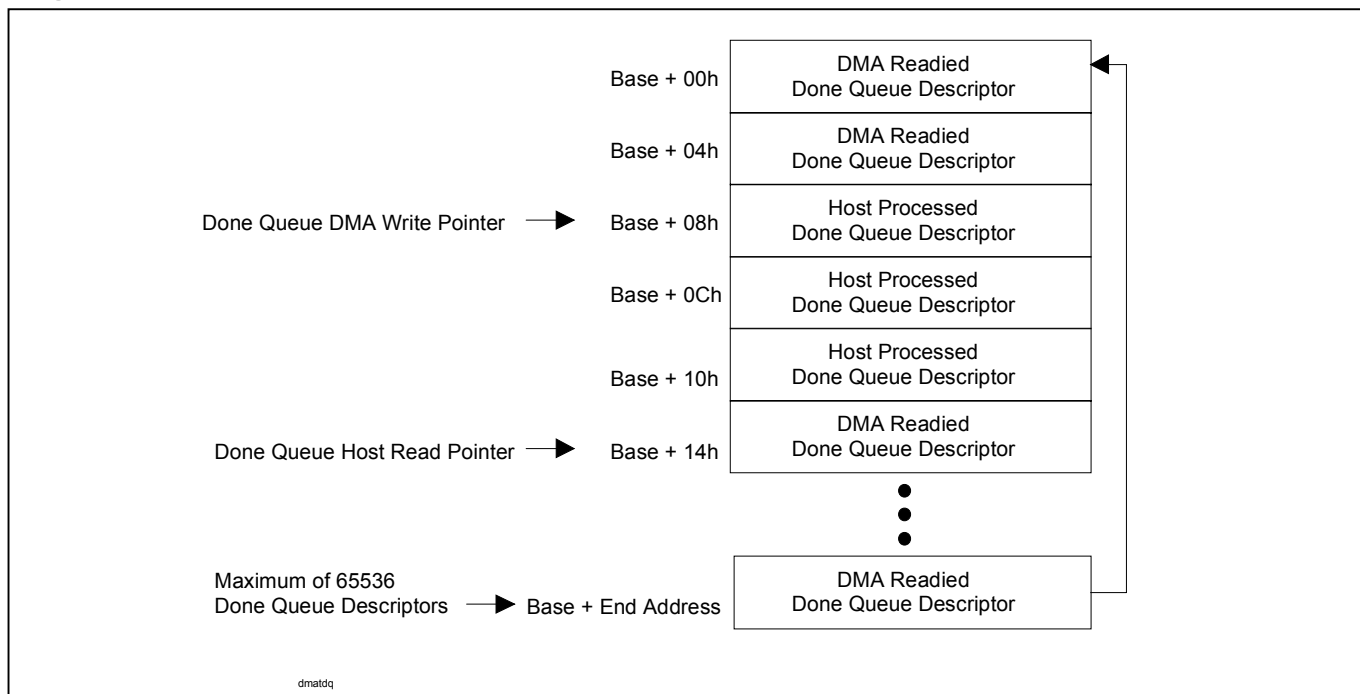 DMA Readied
Done Queue Descriptor
Base + 00h
DMA Readied
Done Queue Descriptor
Base + 04h
Host Processed
Done Queue Descriptor
Done Queue DMA Write Pointer
Base + 08h
Host Processed
Done Queue Descriptor
Base + 0Ch
Host Processed
Done Queue Descriptor
Base + 10h
DMA Readied
Done Queue Descriptor
Done Queue Host Read Pointer
Base + 14h
Maximum of 65536
Done Queue Descriptors
Base + End Address
DMA Readied
Done Queue Descriptor
dmatdq